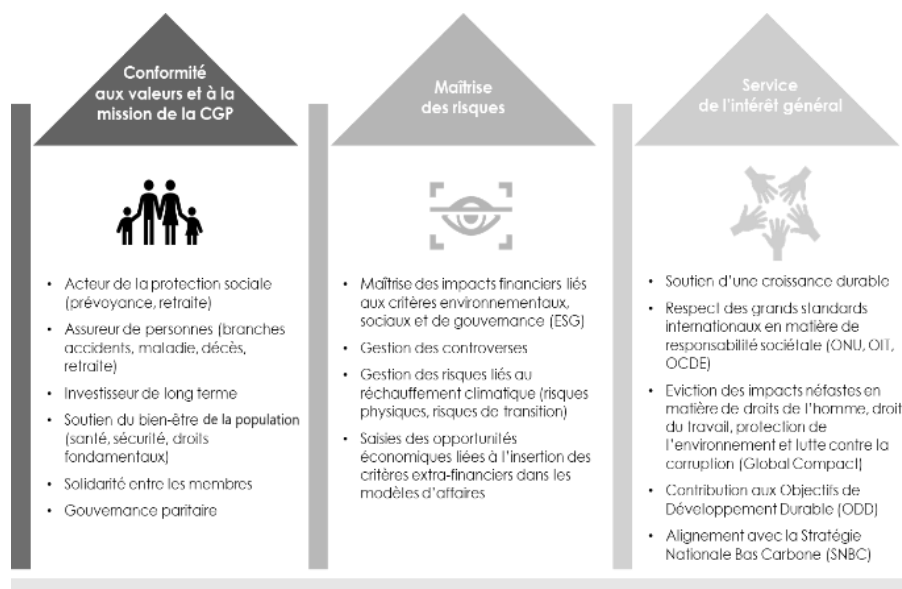 Conformité
aux valeurs et à la
mission de la CGP
• Acteur de la protection sociale
(prévoyance, retraite)
• Assureur de personnes (branches
accidents, maladie, décès,
retraite)
• Investisseur de long terme
• Soutien du bien-être de la population
(santé, sécurité, droits
fondamentaux)
• Solidarité entre les membres
• Gouvernance paritaire
Maîtrise
des risques
• Maîtrise des impacts financiers liés
aux critères environnementaux,
sociaux et de gouvernance (ESG)
• Gestion des controverses
• Gestion des risques liés au
réchauffement climatique (risques
physiques, risques de transition)
• Saisies des opportunités
économiques liées à l'insertion des
critères extra-financiers dans les
modèles d'affaires
Service
de l'intérêt général
• Soutien d'une croissance durable
• Respect des grands standards
internationaux en matière de
responsabilité sociétale (ONU, OIT,
OCDE)
• Eviction des impacts néfastes en
matière de droits de l'homme, droit
du travail, protection de
l'environnement et lutte contre la
corruption (Global Compact)
• Contribution aux Objectifs de
Développement Durable (ODD)
• Alignement avec la Stratégie
Nationale Bas Carbone (SNBC)